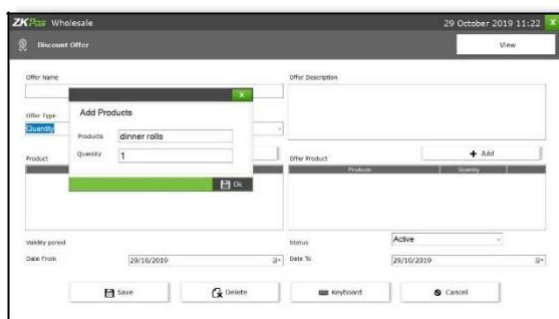 ZKPos Wholesale
29 October 2019 11:22 X
Discount Offer
View
Offer Name
Offer Description
Offer Type
Quantity
X
Add Products
Products dinner rolls
Quantity 1
Ok
Product
Offer Product
+ Add
Products Quantity
Validity period
Status Active
Date From 29/10/2019
Date To 29/10/2019
Save
Delete
Keyboard
Cancel